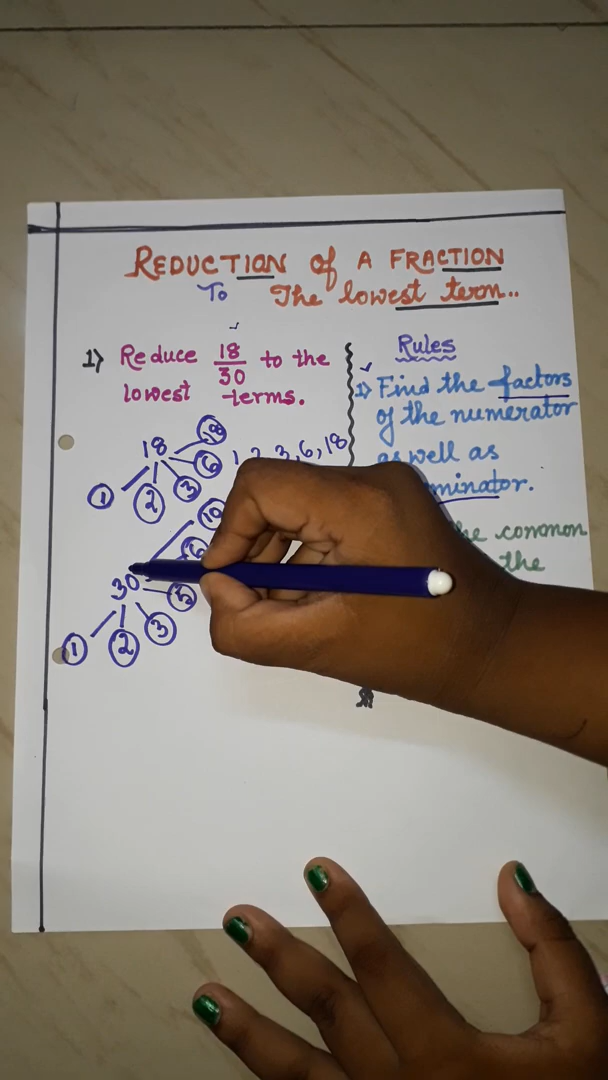 REDUCTION of A FRACTION
To The lowest term..
1) Reduce 18/30 to the
lowest terms.
18
18
6
1
2
3
1, 2, 3, 6, 18
10
6
30
5
1
2
3
Rules
1) Find the factors
of the numerator
as well as
minator.
the common
the